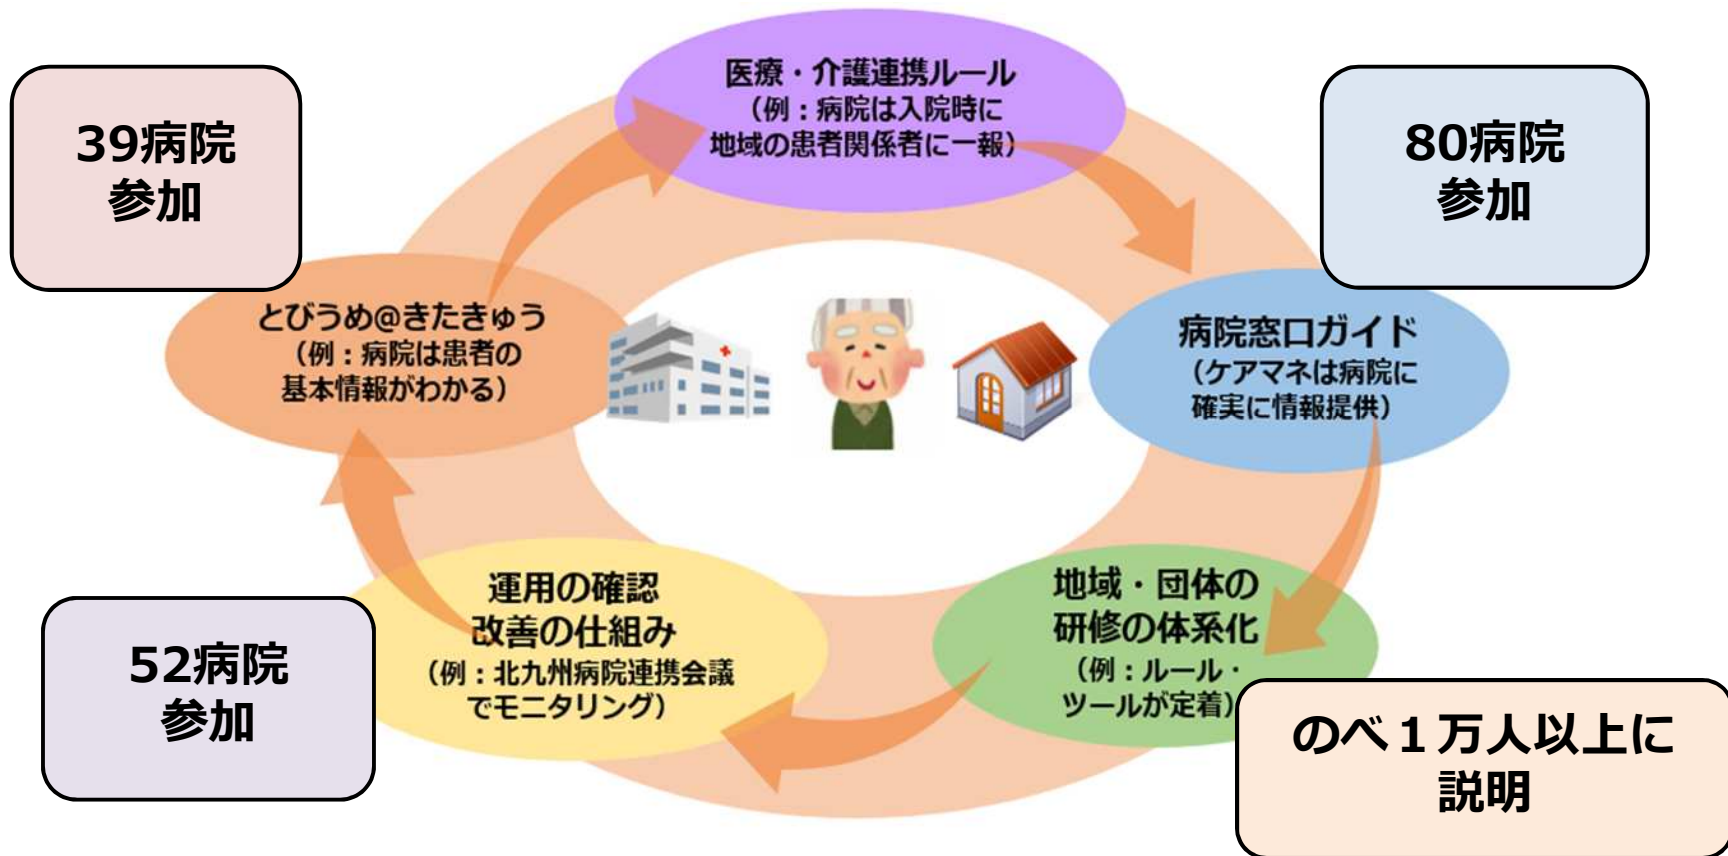 医療・介護連携ルール
（例：病院は入院時に
地域の患者関係者に一報）
39病院
参加
80病院
参加
とびうめ@きたきゅう
（例：病院は患者の
基本情報がわかる）
病院窓口ガイド
（ケアマネは病院に
確実に情報提供）
運用の確認
改善の仕組み
（例：北九州病院連携会議
でモニタリング）
地域・団体の
研修の体系化
（例：ルール・
ツールが定着）
52病院
参加
のべ１万人以上に
説明